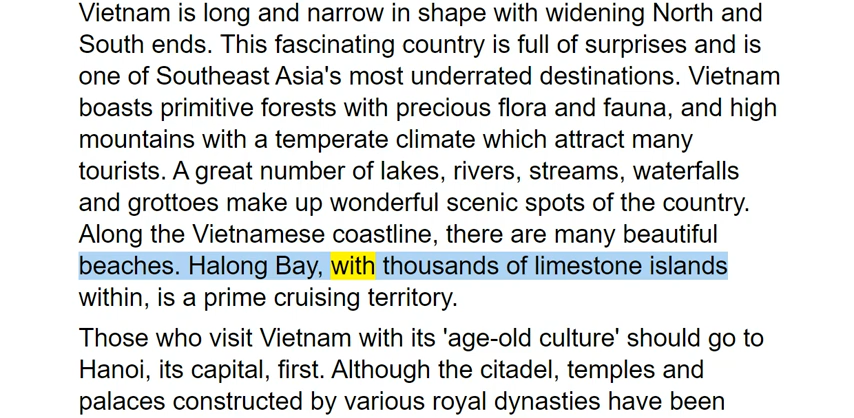 Vietnam is long and narrow in shape with widening North and
South ends. This fascinating country is full of surprises and is
one of Southeast Asia's most underrated destinations. Vietnam
boasts primitive forests with precious flora and fauna, and high
mountains with a temperate climate which attract many
tourists. A great number of lakes, rivers, streams, waterfalls
and grottoes make up wonderful scenic spots of the country.
Along the Vietnamese coastline, there are many beautiful
beaches. Halong Bay, with thousands of limestone islands
within, is a prime cruising territory.
Those who visit Vietnam with its 'age-old culture' should go to
Hanoi, its capital, first. Although the citadel, temples and
palaces constructed by various royal dynasties have been